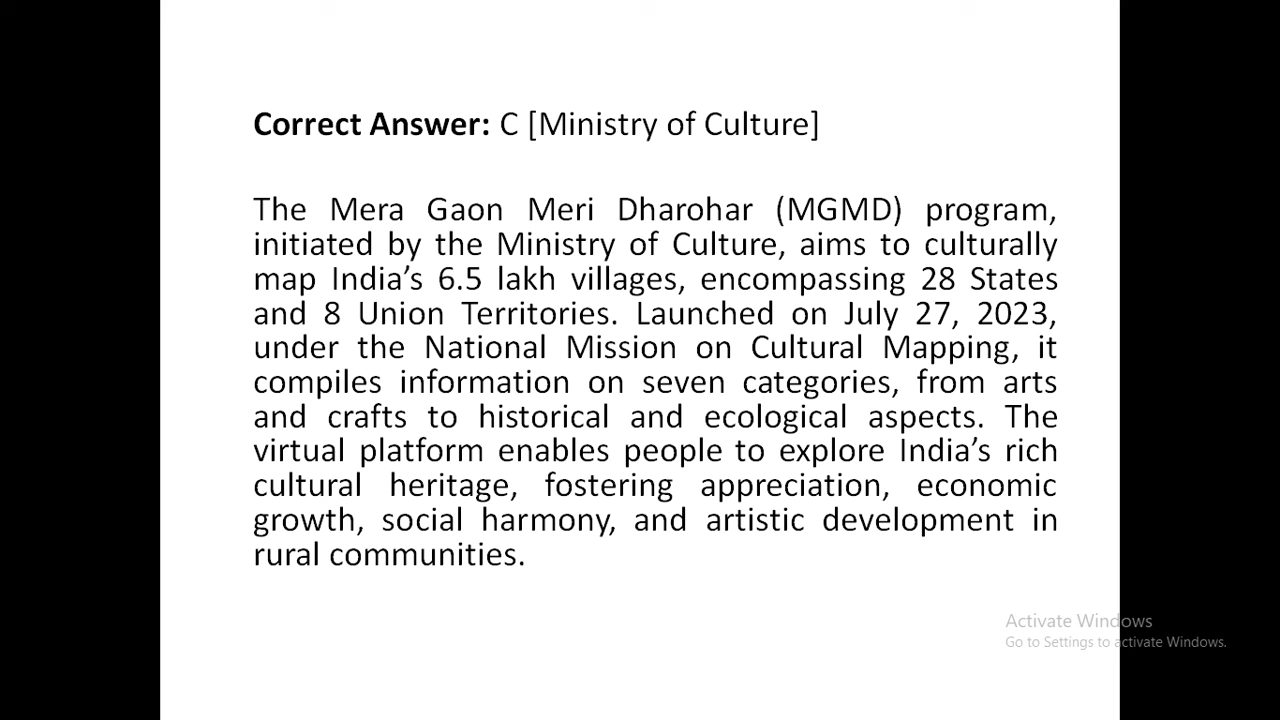 Correct Answer: C [Ministry of Culture]
The Mera Gaon Meri Dharohar (MGMD) program,
initiated by the Ministry of Culture, aims to culturally
map India’s 6.5 lakh villages, encompassing 28 States
and 8 Union Territories. Launched on July 27, 2023,
under the National Mission on Cultural Mapping, it
compiles information on seven categories, from arts
and crafts to historical and ecological aspects. The
virtual platform enables people to explore India’s rich
cultural heritage, fostering appreciation, economic
growth, social harmony, and artistic development in
rural communities.
Activate Windows
Go to Settings to activate Windows.